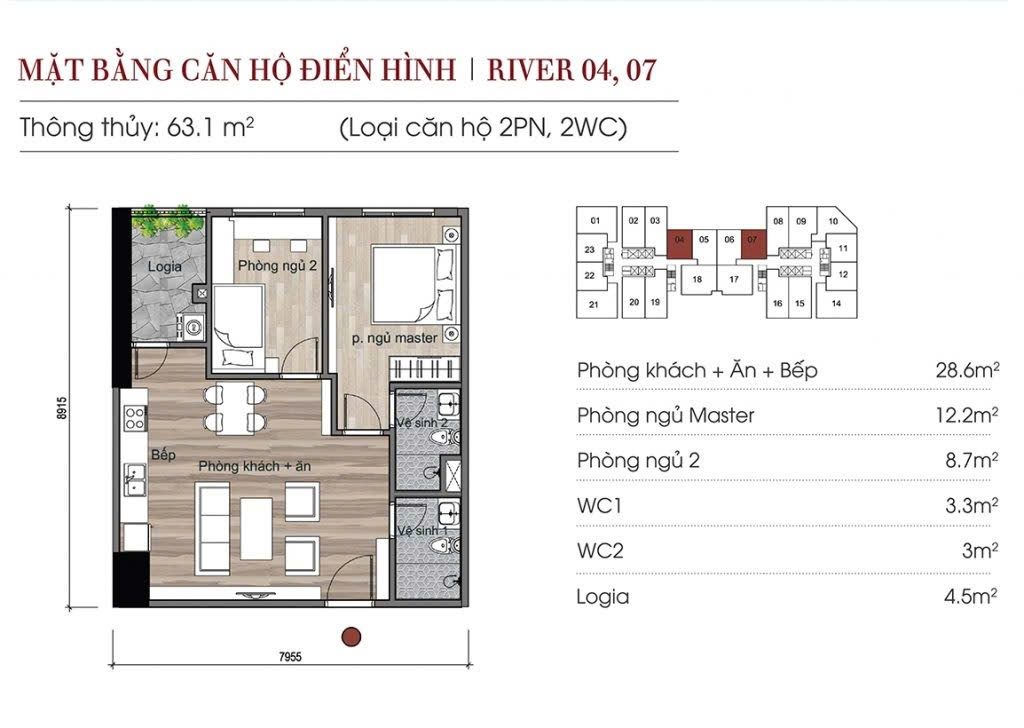 MẶT BẰNG CĂN HỘ ĐIỂN HÌNH | RIVER 04, 07
Thông thủy: 63.1 m² (Loại căn hộ 2PN, 2WC)
Logia
Phòng ngủ 2
p. ngủ master
Vệ sinh 2
Bếp
Phòng khách + ăn
Vệ sinh 1
8915
7955
01
02
03
04
05
06
07
08
09
10
23
11
22
18
17
12
21
20
19
16
15
14
Phòng khách + Ăn + Bếp 28.6m²
Phòng ngủ Master 12.2m²
Phòng ngủ 2 8.7m²
WC1 3.3m²
WC2 3m²
Logia 4.5m²